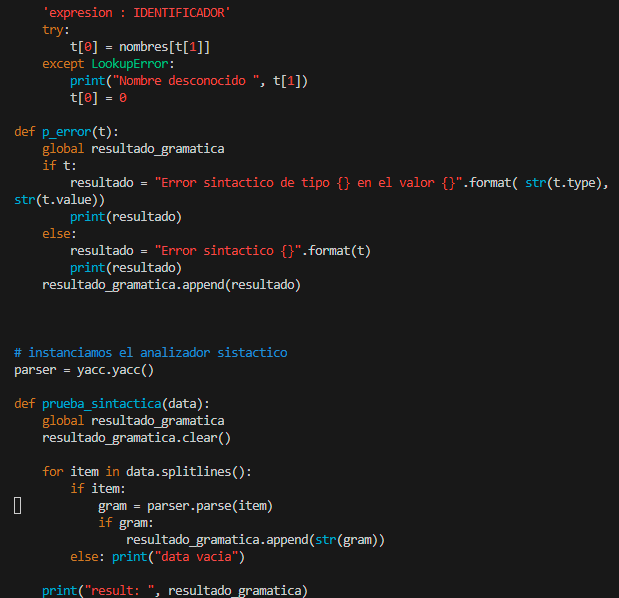 'expresion : IDENTIFICADOR'
    try:
        t[0] = nombres[t[1]]
    except LookupError:
        print("Nombre desconocido ", t[1])
        t[0] = 0
def p_error(t):
    global resultado_gramatica
    if t:
        resultado = "Error sintactico de tipo {} en el valor {}".format( str(t.type),
str(t.value))
        print(resultado)
    else:
        resultado = "Error sintactico {}".format(t)
        print(resultado)
    resultado_gramatica.append(resultado)
# instanciamos el analizador sistactico
parser = yacc.yacc()
def prueba_sintactica(data):
    global resultado_gramatica
    resultado_gramatica.clear()
    for item in data.splitlines():
        if item:
            gram = parser.parse(item)
            if gram:
                resultado_gramatica.append(str(gram))
        else: print("data vacia")
    print("result: ", resultado_gramatica)